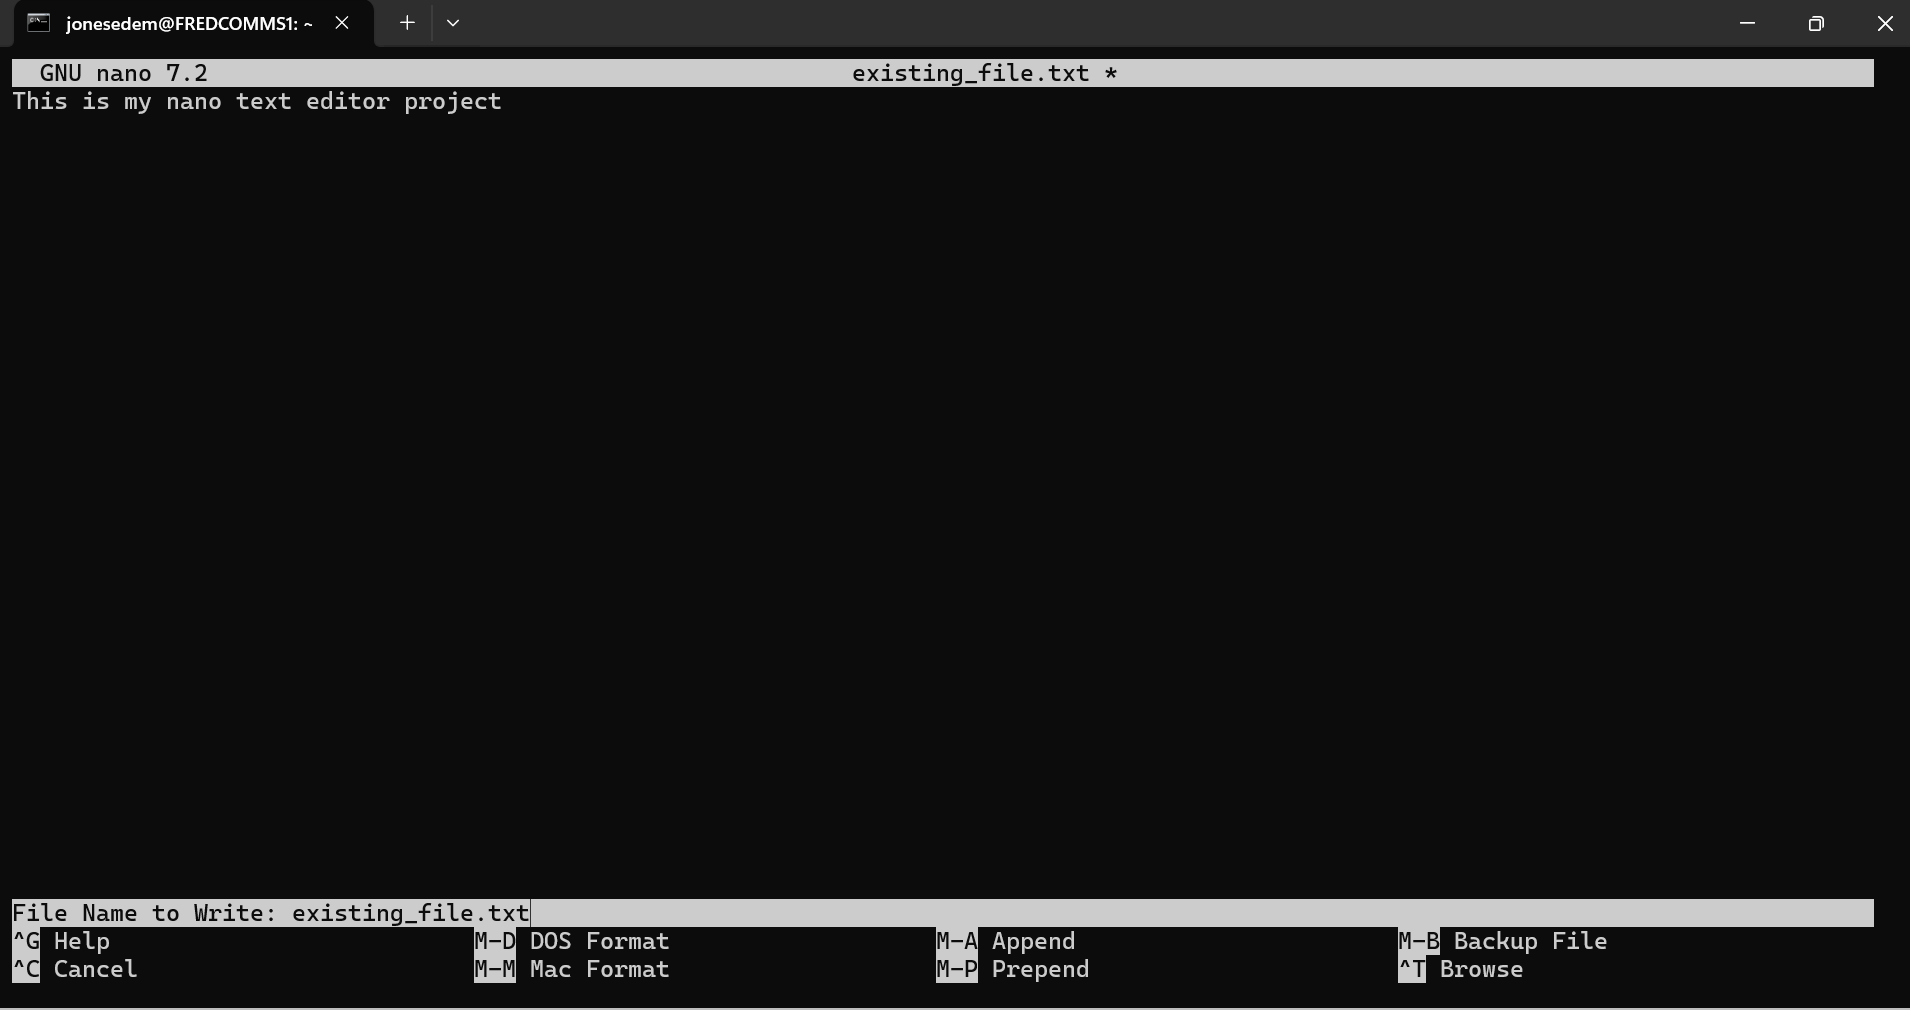 jonesedem@FREDCOMMS1: ~
GNU nano 7.2 existing_file.txt *
This is my nano text editor project
File Name to Write: existing_file.txt
^G Help M-D DOS Format M-A Append M-B Backup File
^C Cancel M-M Mac Format M-P Prepend ^T Browse